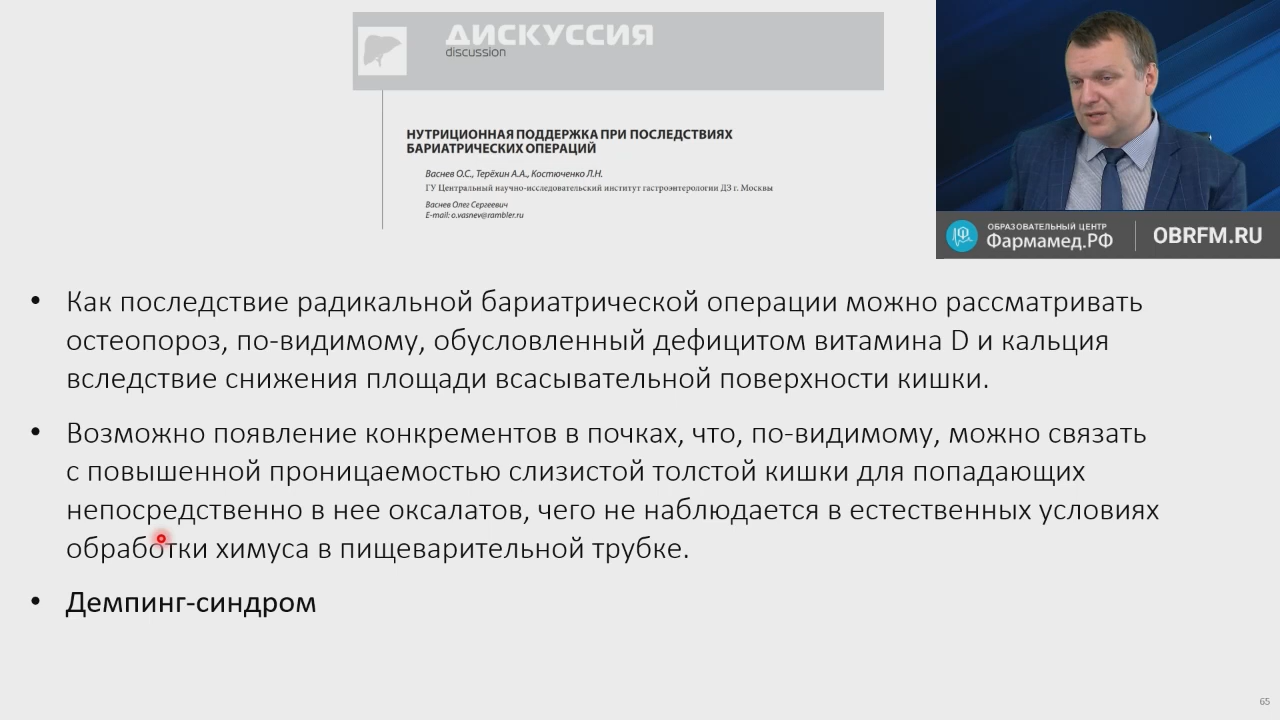 ДИСКУССИЯ
discussion
НУТРИЦИОННАЯ ПОДДЕРЖКА ПРИ ПОСЛЕДСТВИЯХ
БАРИАТРИЧЕСКИХ ОПЕРАЦИЙ
Васнев О.С., Терёхин А.А., Костюченко Л.Н.
ГУ Центральный научно-исследовательский институт гастроэнтерологии ДЗ г. Москвы
Васнев Олег Сергеевич
E-mail: o.vasnev@rambler.ru
ОБРАЗОВАТЕЛЬНЫЙ ЦЕНТР
Фармамед.РФ
OBRFM.RU
• Как последствие радикальной бариатрической операции можно рассматривать
остеопороз, по-видимому, обусловленный дефицитом витамина D и кальция
вследствие снижения площади всасывательной поверхности кишки.
• Возможно появление конкрементов в почках, что, по-видимому, можно связать
с повышенной проницаемостью слизистой толстой кишки для попадающих
непосредственно в нее оксалатов, чего не наблюдается в естественных условиях
обработки химуса в пищеварительной трубке.
• Демпинг-синдром
65